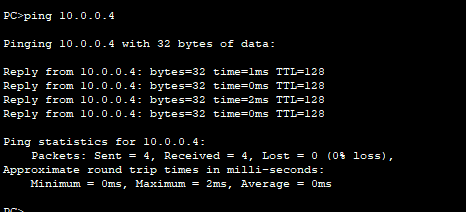 PC>ping 10.0.0.4
Pinging 10.0.0.4 with 32 bytes of data:
Reply from 10.0.0.4: bytes=32 time=1ms TTL=128
Reply from 10.0.0.4: bytes=32 time=0ms TTL=128
Reply from 10.0.0.4: bytes=32 time=2ms TTL=128
Reply from 10.0.0.4: bytes=32 time=0ms TTL=128
Ping statistics for 10.0.0.4:
Packets: Sent = 4, Received = 4, Lost = 0 (0% loss),
Approximate round trip times in milli-seconds:
Minimum = 0ms, Maximum = 2ms, Average = 0ms
PC>